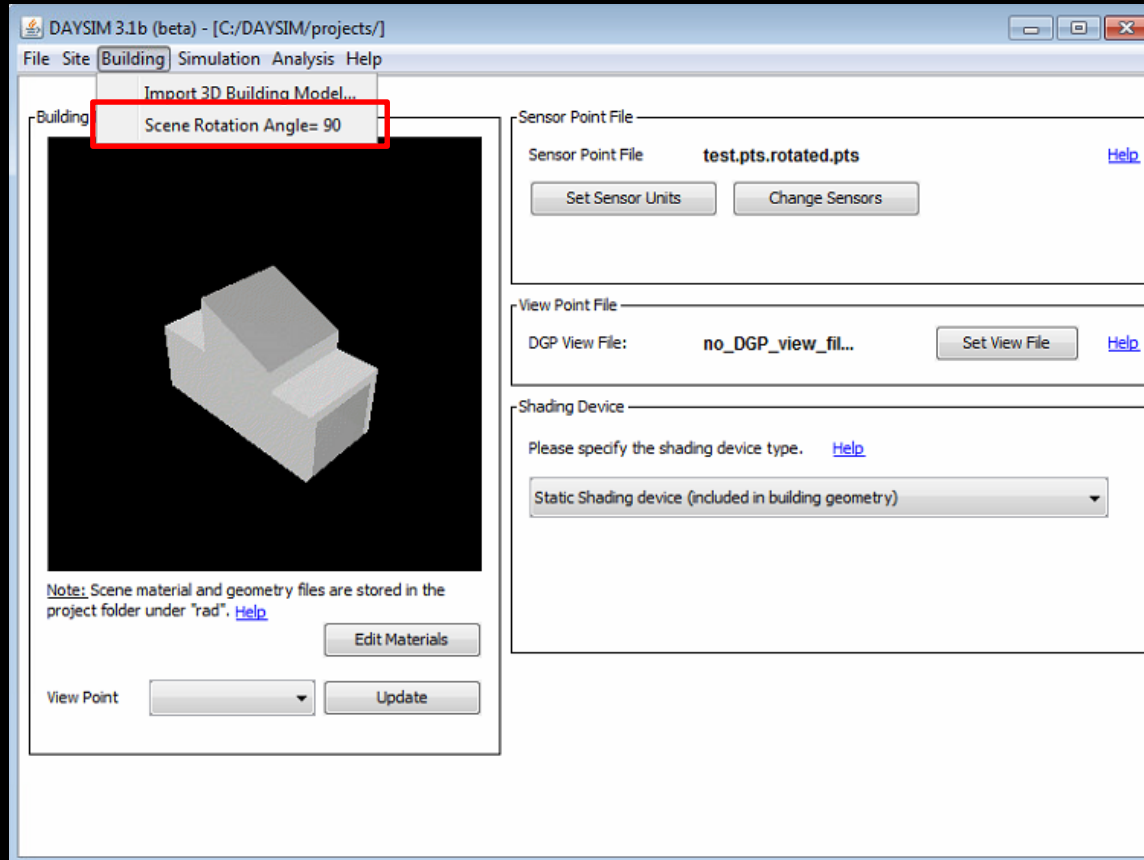 DAYSIM 3.1b (beta) - [C:/DAYSIM/projects/]
File Site Building Simulation Analysis Help
Import 3D Building Model...
Scene Rotation Angle= 90
Building
Note: Scene material and geometry files are stored in the
project folder under "rad". Help
Edit Materials
View Point
Update
Sensor Point File
Sensor Point File test.pts.rotated.pts Help
Set Sensor Units Change Sensors
View Point File
DGP View File: no_DGP_view_fil... Set View File Help
Shading Device
Please specify the shading device type. Help
Static Shading device (included in building geometry)